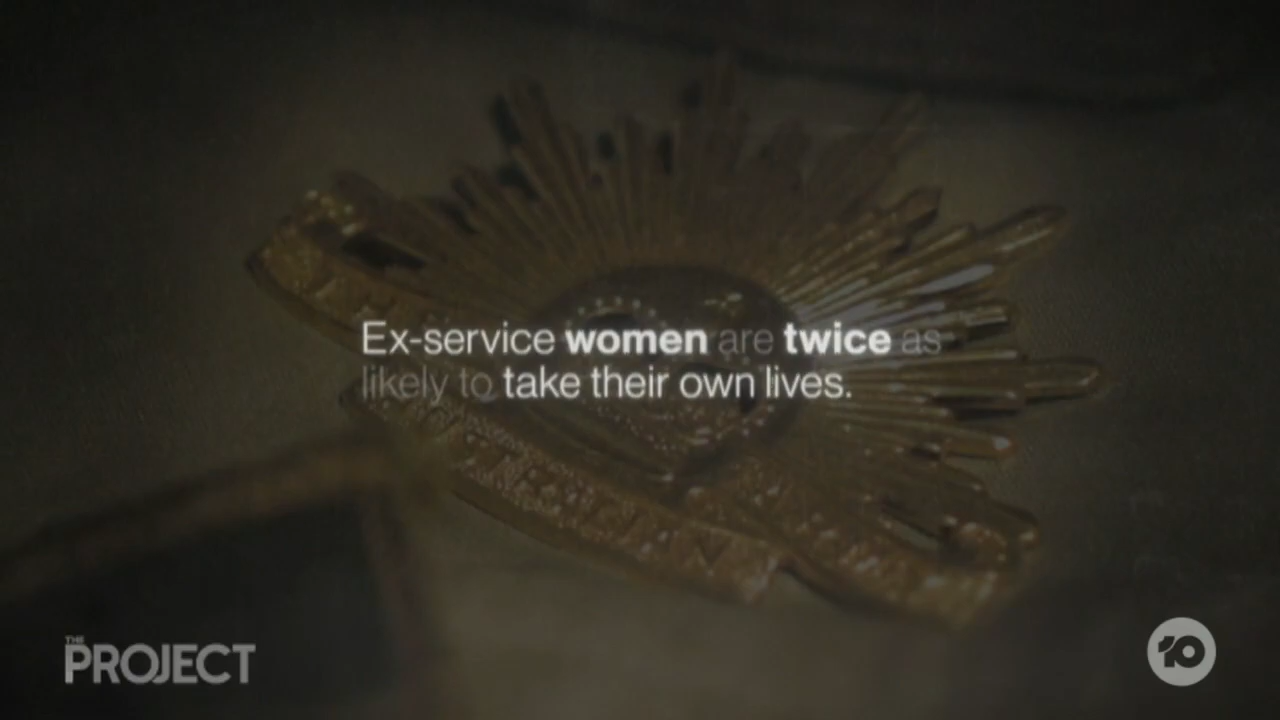 Ex-service women are twice as
likely to take their own lives.
THE
PROJECT
10